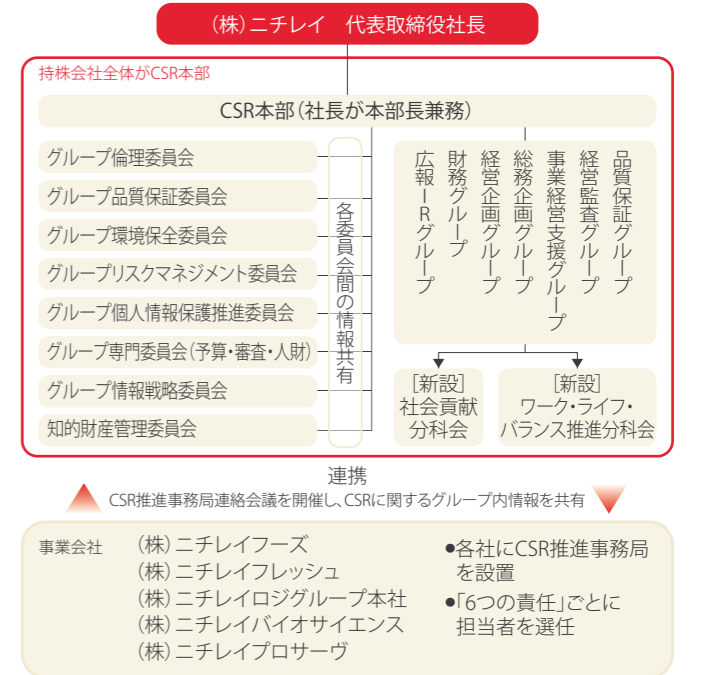 (株)ニチレイ　代表取締役社長
持株会社全体がCSR本部
CSR本部(社長が本部長兼務)
グループ倫理委員会
グループ品質保証委員会
グループ環境保全委員会
グループリスクマネジメント委員会
グループ個人情報保護推進委員会
グループ専門委員会(予算・審査・人財)
グループ情報戦略委員会
知的財産管理委員会
各委員会間の情報共有
品質保証グループ
経営監査グループ
事業経営支援グループ
総務企画グループ
経営企画グループ
財務グループ
広報ーIRグループ
[新設]
社会貢献
分科会
[新設]
ワーク・ライフ・
バランス推進分科会
連携
CSR推進事務局連絡会議を開催し、CSRに関するグループ内情報を共有
事業会社
(株)ニチレイフーズ
(株)ニチレイフレッシュ
(株)ニチレイロジグループ本社
(株)ニチレイバイオサイエンス
(株)ニチレイプロサーヴ
●各社にCSR推進事務局
を設置
●「6つの責任」ごとに
担当者を選任